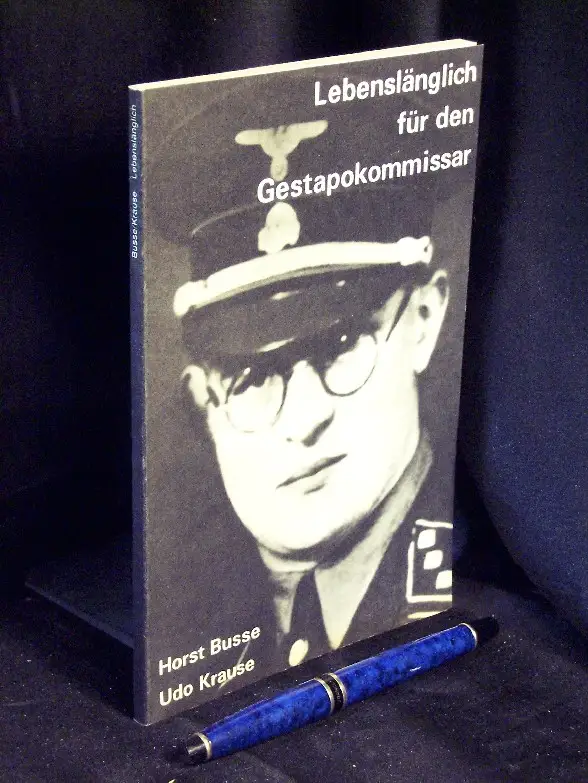 Lebenslänglich
für den
Gestapokommissar
Horst Busse
Udo Krause
Busse/Krause Lebenslänglich